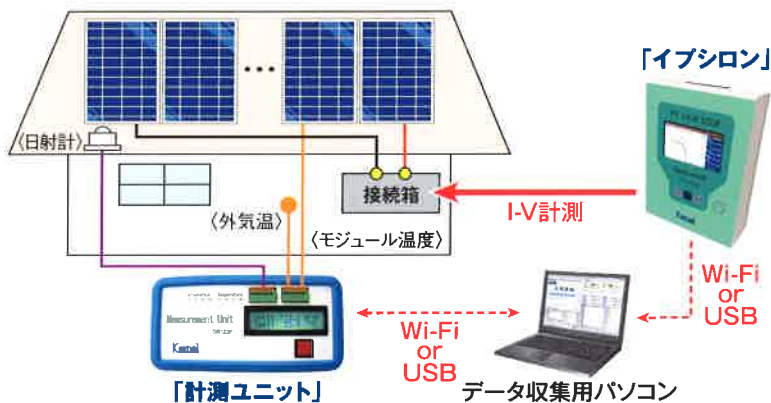 「イプシロン」
〈日射計〉
接続箱
I-V計測
〈外気温〉
〈モジュール温度〉
Wi-Fi
or
USB
Measurement Unit
Kernel
Wi-Fi
or
USB
「計測ユニット」
データ収集用パソコン